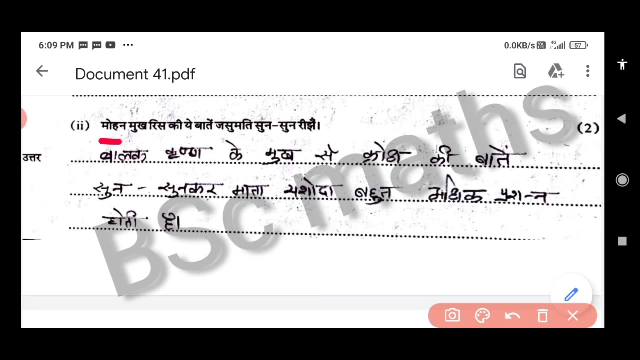 6:09 PM
0.0KB/s 57
Document 41.pdf
(ii) मोहन मुख रिस की ये बातें जसुमति सुन-सुन रीझै। (2)
उत्तर बालक कृष्ण के मुख से क्रोध की बातें
सुन - सुनकर माता यशोदा बहुत अधिक प्रसन्न
होती है।
BSc maths